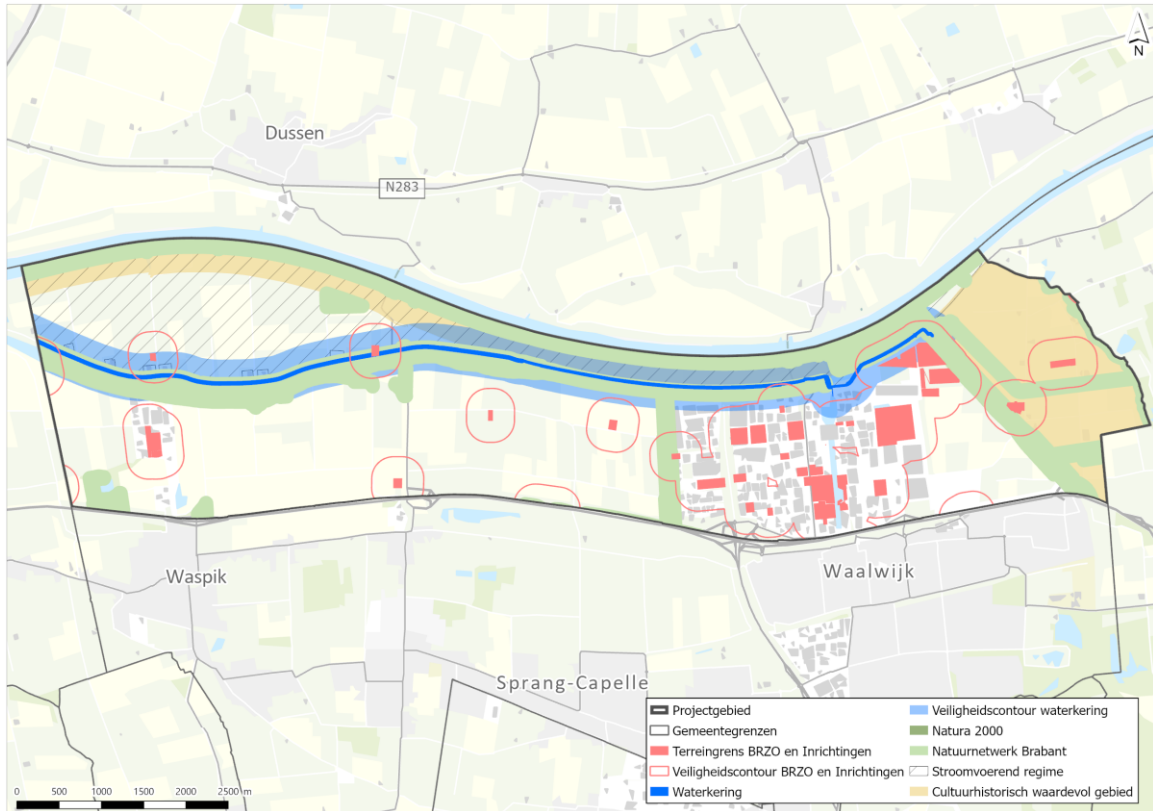 N
Dussen
N283
Waspik
Waalwijk
Sprang-Capelle
Projectgebied
Gemeentegrenzen
Terreingrens BRZO en Inrichtingen
Veiligheidscontour BRZO en Inrichtingen
Waterkering
Veiligheidscontour waterkering
Natura 2000
Natuurnetwerk Brabant
Stroomvoerend regime
Cultuurhistorisch waardevol gebied
0 500 1000 1500 2000 2500 m